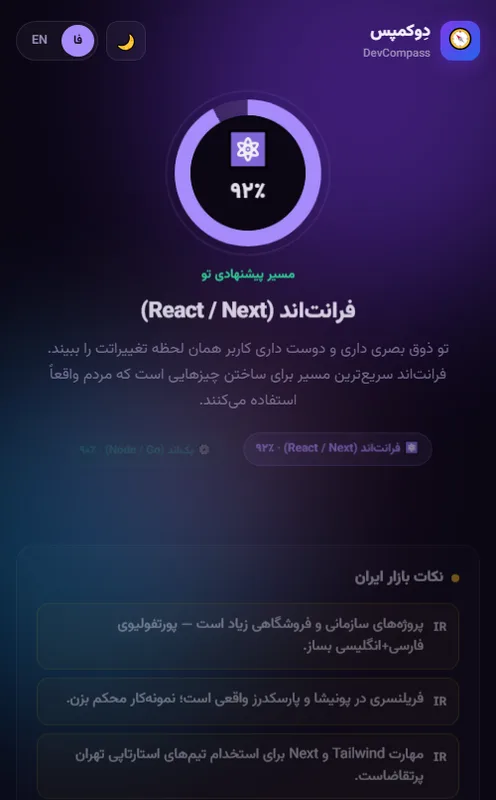 دِوکمپس
DevCompass
فا
EN
۹۲٪
مسیر پیشنهادی تو
فرانت‌اند (React / Next)
تو ذوق بصری داری و دوست داری کاربر همان لحظه تغییراتت را ببیند.
فرانت‌اند سریع‌ترین مسیر برای ساختن چیزهایی است که مردم واقعاً
استفاده می‌کنند.
فرانت‌اند (React / Next) · ۹۲٪
بک‌اند (Node / Go)
نکات بازار ایران
IR پروژه‌های سازمانی و فروشگاهی زیاد است — پورتفولیوی
فارسی+انگلیسی بساز.
IR فریلنسری در پونیشا و پارسکدرز واقعی است؛ نمونه‌کار محکم بزن.
IR مهارت Tailwind و Next برای استخدام تیم‌های استارتاپی تهران
پرتقاضاست.